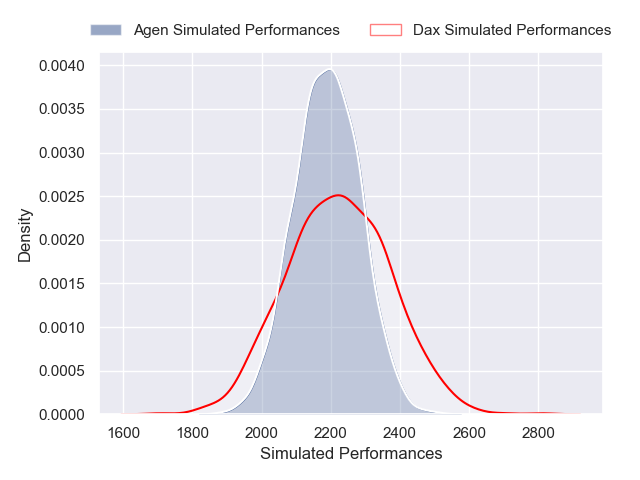 Agen Simulated Performances Dax Simulated Performances
0.0040
0.0035
0.0030
0.0025
0.0020
0.0015
0.0010
0.0005
0.0000
Density
1600 1800 2000 2200 2400 2600 2800
Simulated Performances